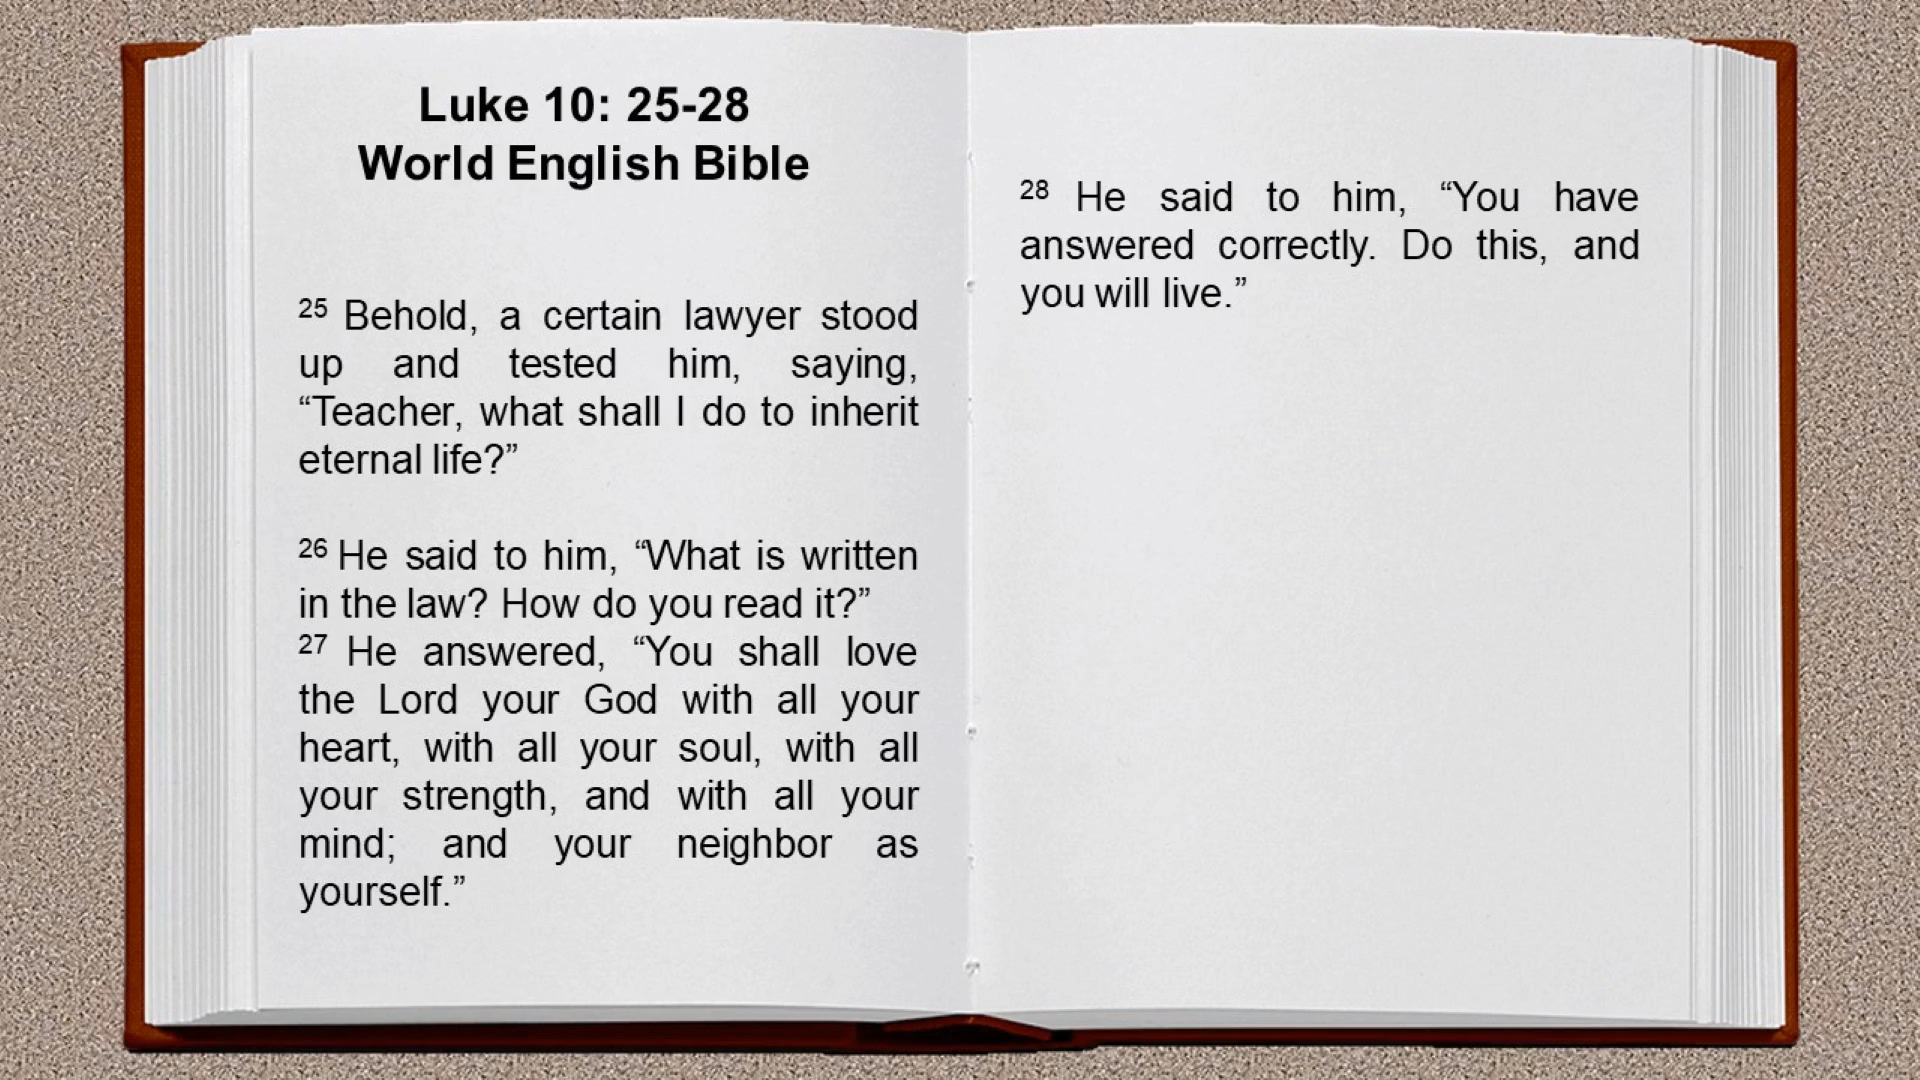 Luke 10: 25-28
World English Bible
25 Behold, a certain lawyer stood
up and tested him, saying,
“Teacher, what shall I do to inherit
eternal life?”
26 He said to him, “What is written
in the law? How do you read it?”
27 He answered, “You shall love
the Lord your God with all your
heart, with all your soul, with all
your strength, and with all your
mind; and your neighbor as
yourself.”
28 He said to him, “You have
answered correctly. Do this, and
you will live.”